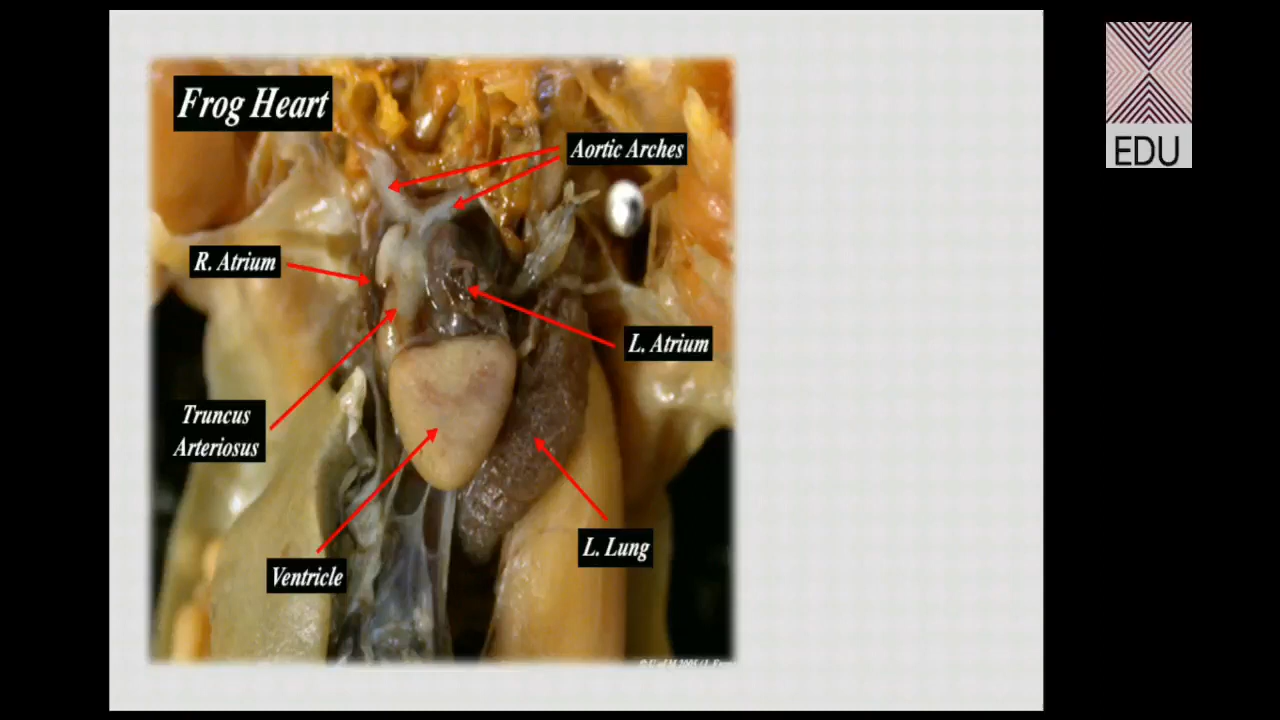 Frog Heart
Aortic Arches
R. Atrium
L. Atrium
Truncus
Arteriosus
L. Lung
Ventricle
EDU